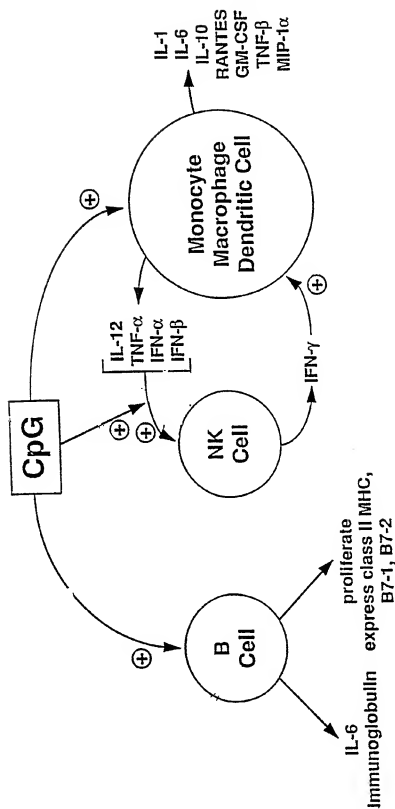 CpG
⊕
⊕
⊕
⊕
B
Cell
IL-6
Immunoglobulin
proliferate
express class II MHC,
B7-1, B7-2
IL-12
TNF-α
IFN-α
IFN-β
NK
Cell
IFN-γ
⊕
Monocyte
Macrophage
Dendritic Cell
IL-1
IL-6
IL-10
RANTES
GM-CSF
TNF-β
MIP-1α